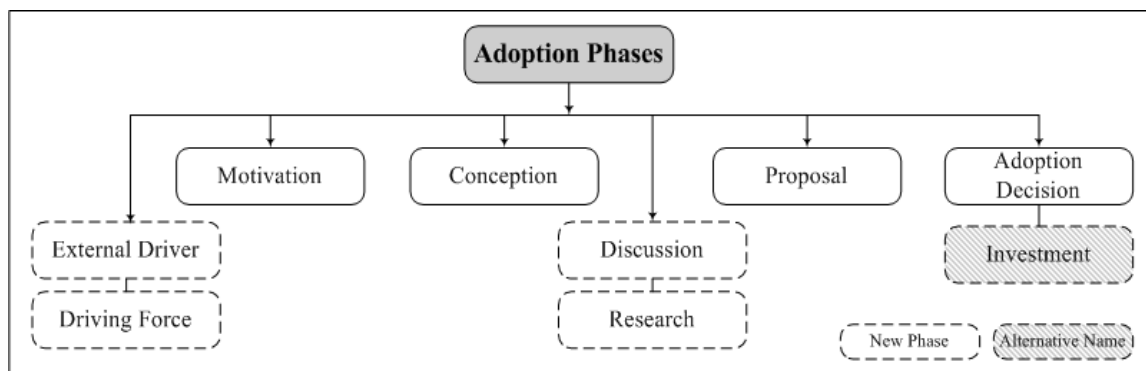 Adoption Phases
Motivation
Conception
Proposal
Adoption
Decision
External Driver
Discussion
Investment
Driving Force
Research
New Phase
Alternative Name